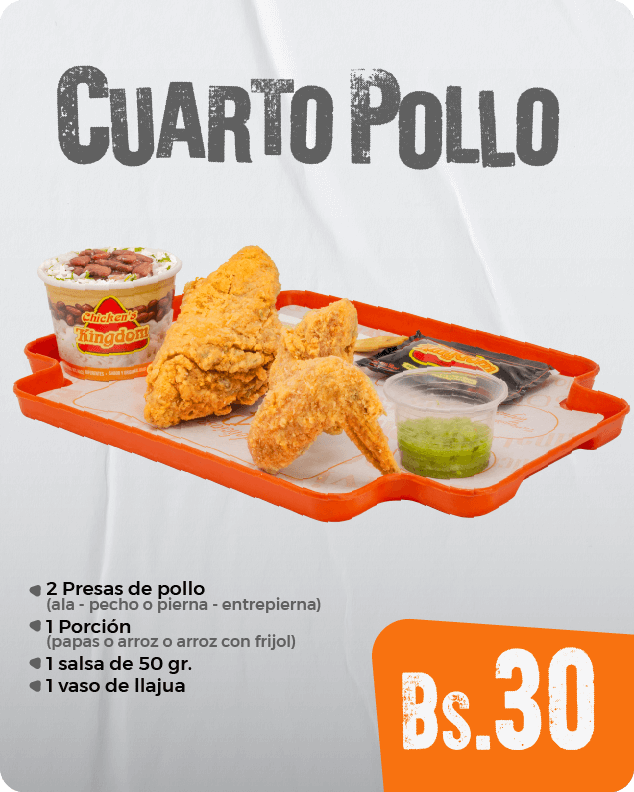 CUARTO POLLO
Chicken's
Kingdom
2 Presas de pollo
(ala - pecho o pierna - entrepierna)
1 Porción
(papas o arroz o arroz con frijol)
1 salsa de 50 gr.
1 vaso de llajua
Bs.30